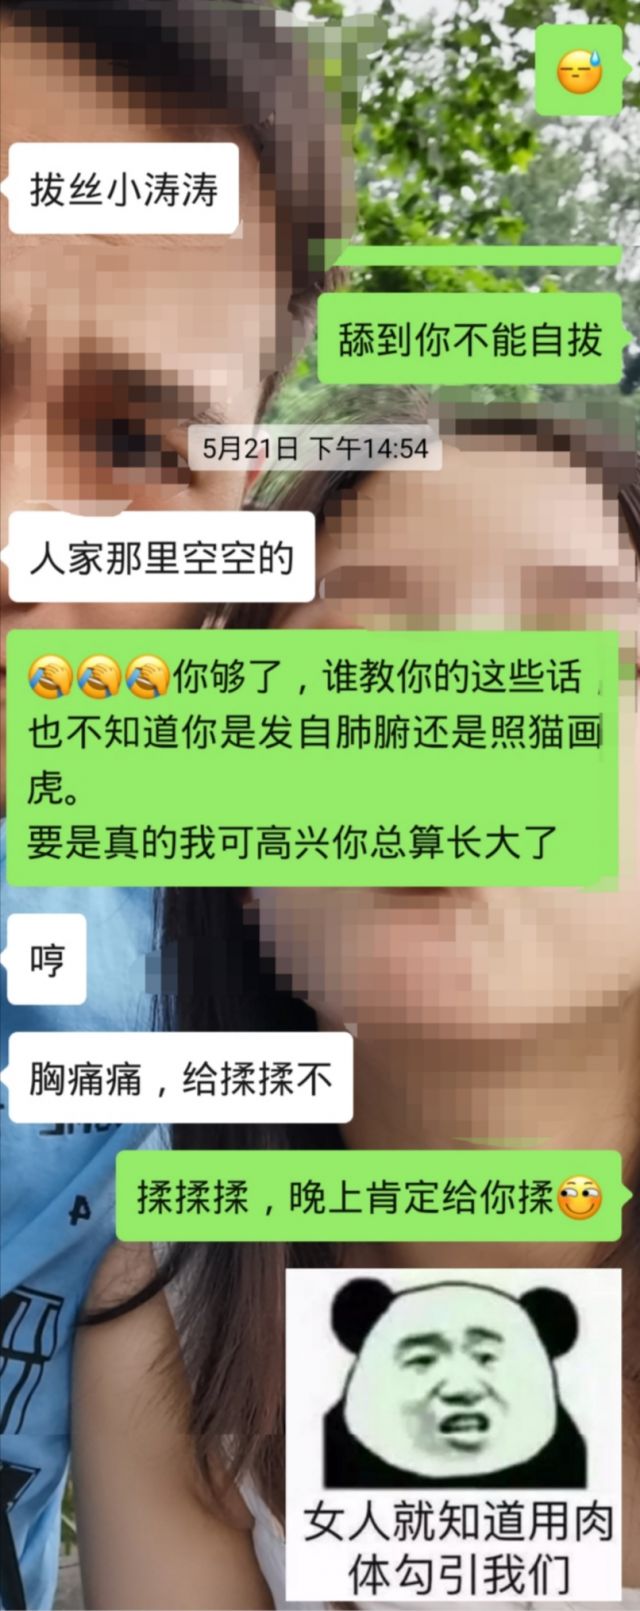 拔丝小涛涛
舔到你不能自拔
5月21日 下午14:54
人家那里空空的
🤦🤦🤦你够了，谁教你的这些话，
也不知道你是发自肺腑还是照猫画
虎。
要是真的我可高兴你总算长大了
哼
胸痛痛，给揉揉不
揉揉揉，晚上肯定给你揉
女人就知道用肉
体勾引我们